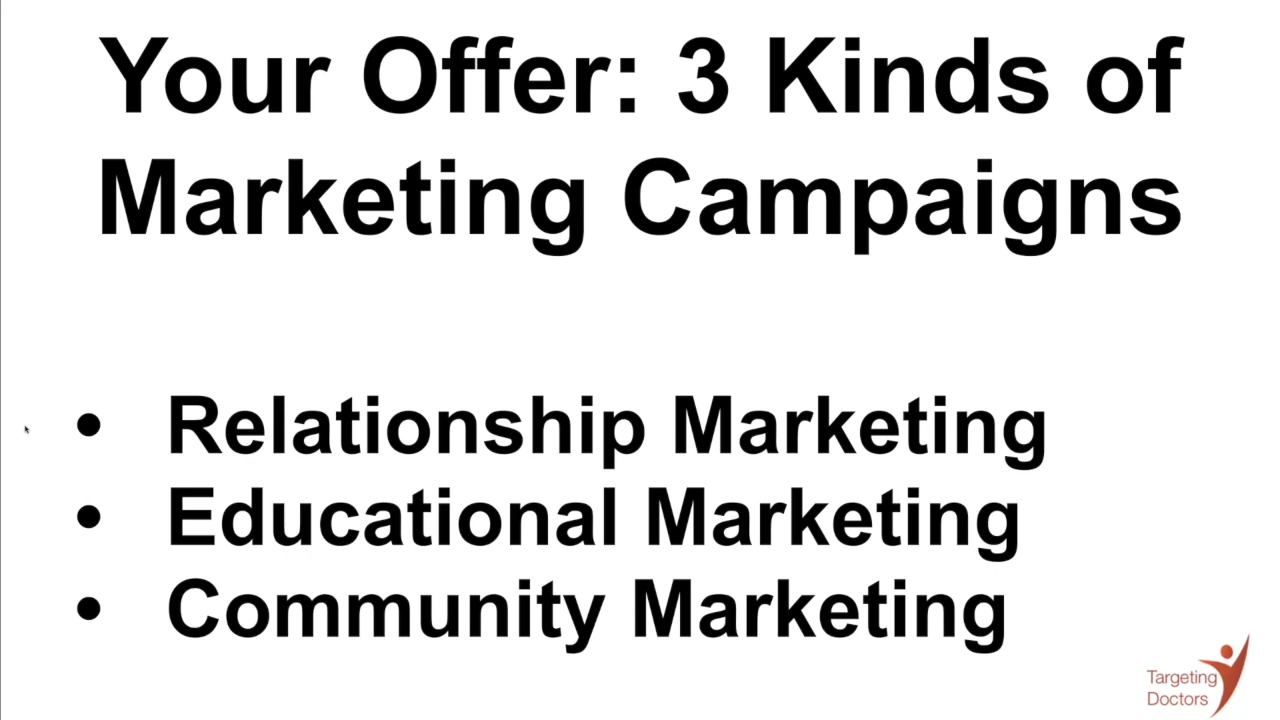 Your Offer: 3 Kinds of
Marketing Campaigns
• Relationship Marketing
• Educational Marketing
• Community Marketing
Targeting
Doctors